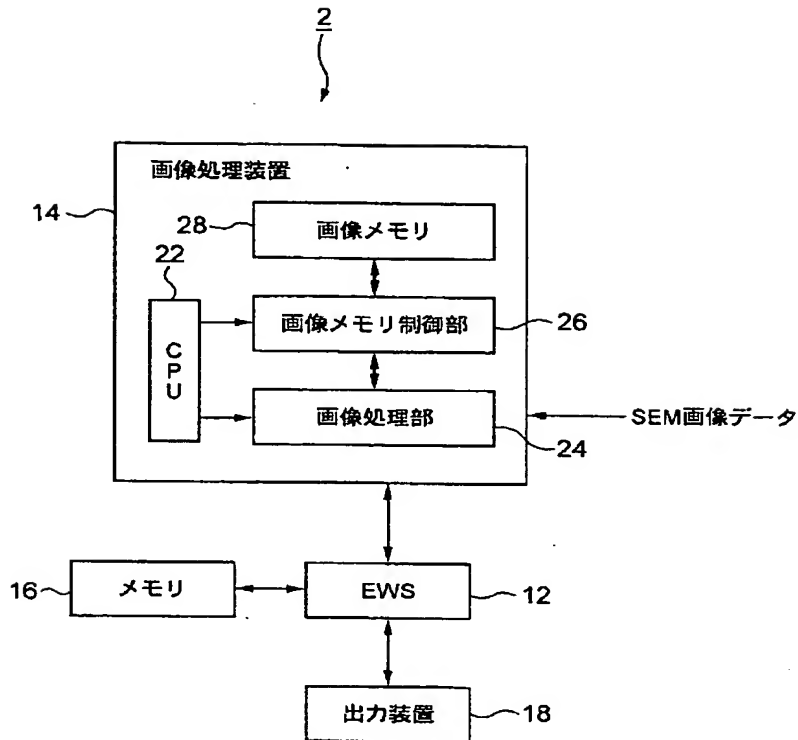 2
画像処理装置
14
28
画像メモリ
22
CPU
画像メモリ制御部
26
画像処理部
24
SEM画像データ
16
メモリ
EWS
12
出力装置
18